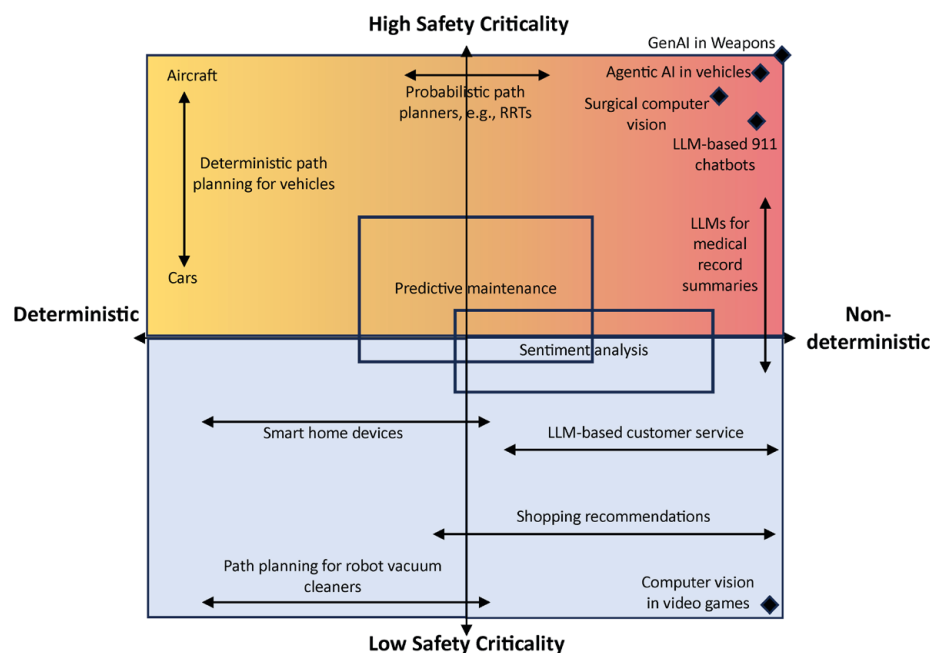 High Safety Criticality
GenAI in Weapons
Aircraft
Agentic AI in vehicles
Probabilistic path
planners, e.g., RRTs
Surgical computer
vision
LLM-based 911
chatbots
Deterministic path
planning for vehicles
LLMs for
medical
record
summaries
Cars
Predictive maintenance
Deterministic
Non-
deterministic
Sentiment analysis
Smart home devices
LLM-based customer service
Shopping recommendations
Path planning for robot vacuum
cleaners
Computer vision
in video games
Low Safety Criticality